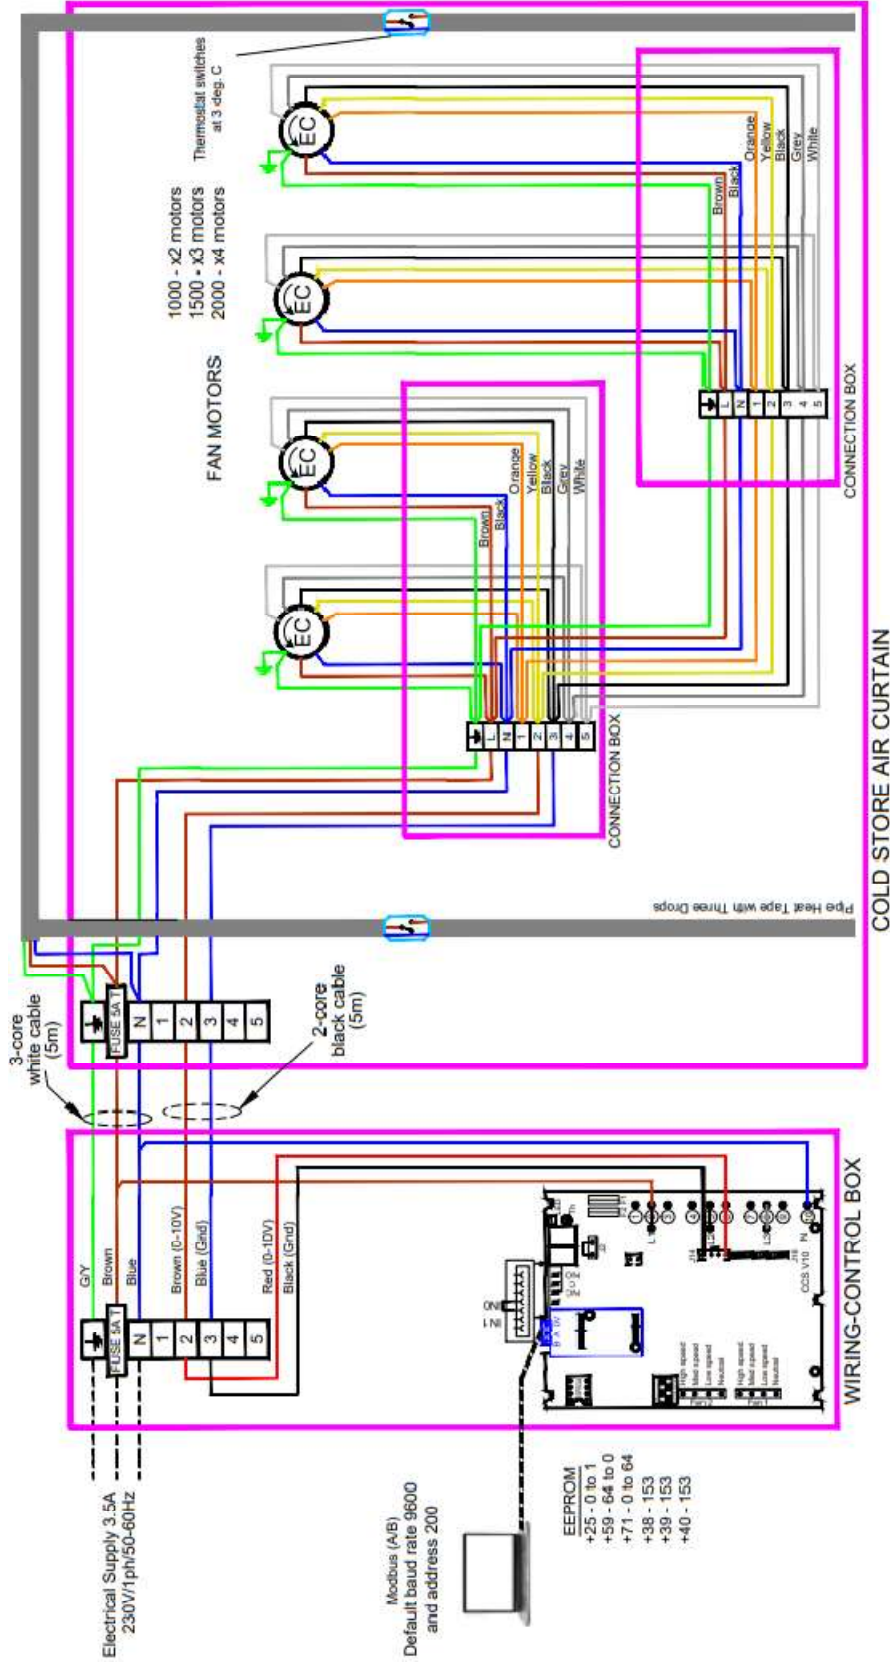 COLD STORE AIR CURTAIN
WIRING-CONTROL BOX
Electrical Supply 3.5A
230V/1ph/50-60Hz
Modbus (A/B)
Default baud rate 9600
and address 200
EEPROM
+25 - 0 to 1
+59 - 64 to 0
+71 - 0 to 64
+38 - 153
+39 - 153
+40 - 153
G/Y
Brown
Blue
Brown (0-10V)
Blue (Gnd)
Red (0-10V)
Black (Gnd)
FUSE 5A T
N
1
2
3
4
5
IN0
IN1
B A 0V
High speed
Med speed
Low speed
Neutral
Fan 2
High speed
Med speed
Low speed
Neutral
Fan 1
CCS V10
N
3-core
white cable
(5m)
2-core
black cable
(5m)
FUSE 5A T
N
1
2
3
4
5
Pipe Heat Tape with Three Drops
Thermostat switches
at 3 deg. C
1000 - x2 motors
1500 - x3 motors
2000 - x4 motors
FAN MOTORS
EC
EC
EC
EC
Brown
Black
Orange
Yellow
Black
Grey
White
L
N
1
2
3
4
5
CONNECTION BOX
Brown
Black
Orange
Yellow
Black
Grey
White
L
N
1
2
3
4
5
CONNECTION BOX